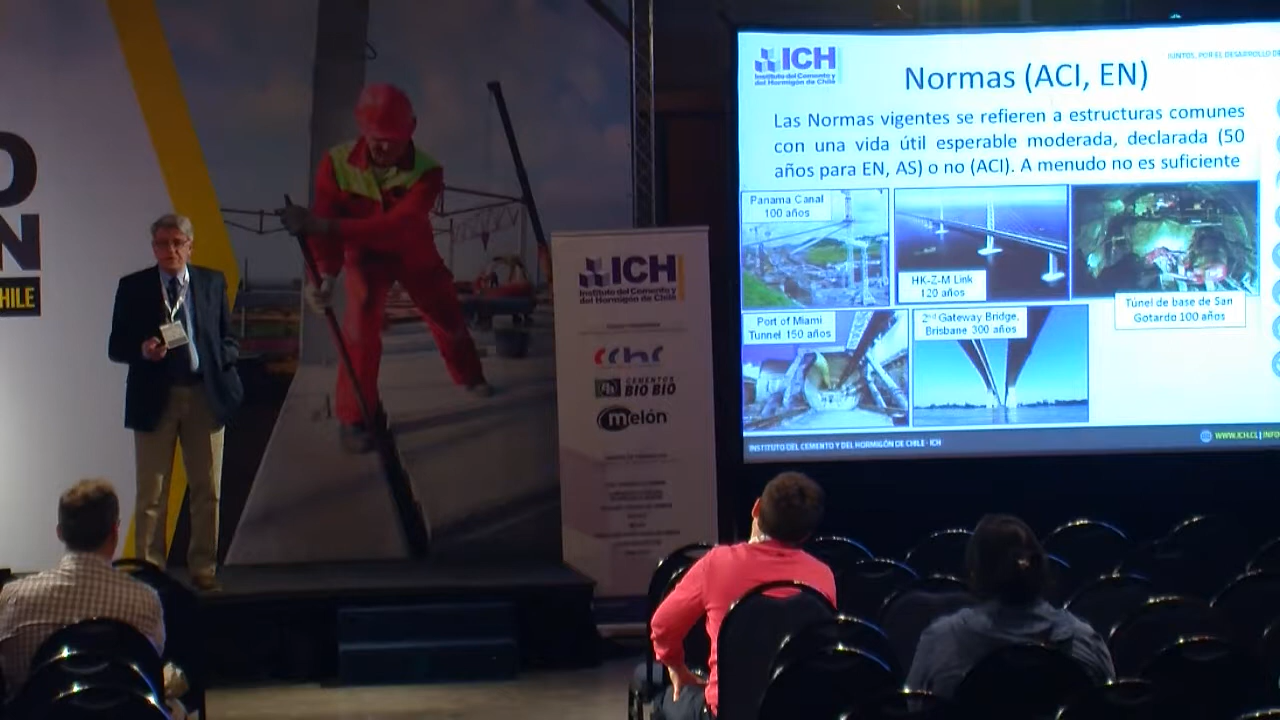 O
N
HILE
ICH
Instituto del Cemento y
del Hormigón de Chile
CChC
CEMENTOS
BIO BIO
melón
ICH
Instituto del Cemento y
del Hormigón de Chile
JUNTOS, POR EL DESARROLLO DE
Normas (ACI, EN)
Las Normas vigentes se refieren a estructuras comunes
con una vida útil esperable moderada, declarada (50
años para EN, AS) o no (ACI). A menudo no es suficiente
Panama Canal
100 años
HK-Z-M Link
120 años
Túnel de base de San
Gotardo 100 años
Port of Miami
Tunnel 150 años
2nd Gateway Bridge,
Brisbane 300 años
INSTITUTO DEL CEMENTO Y DEL HORMIGÓN DE CHILE - ICH
WWW.ICH.CL | INFO